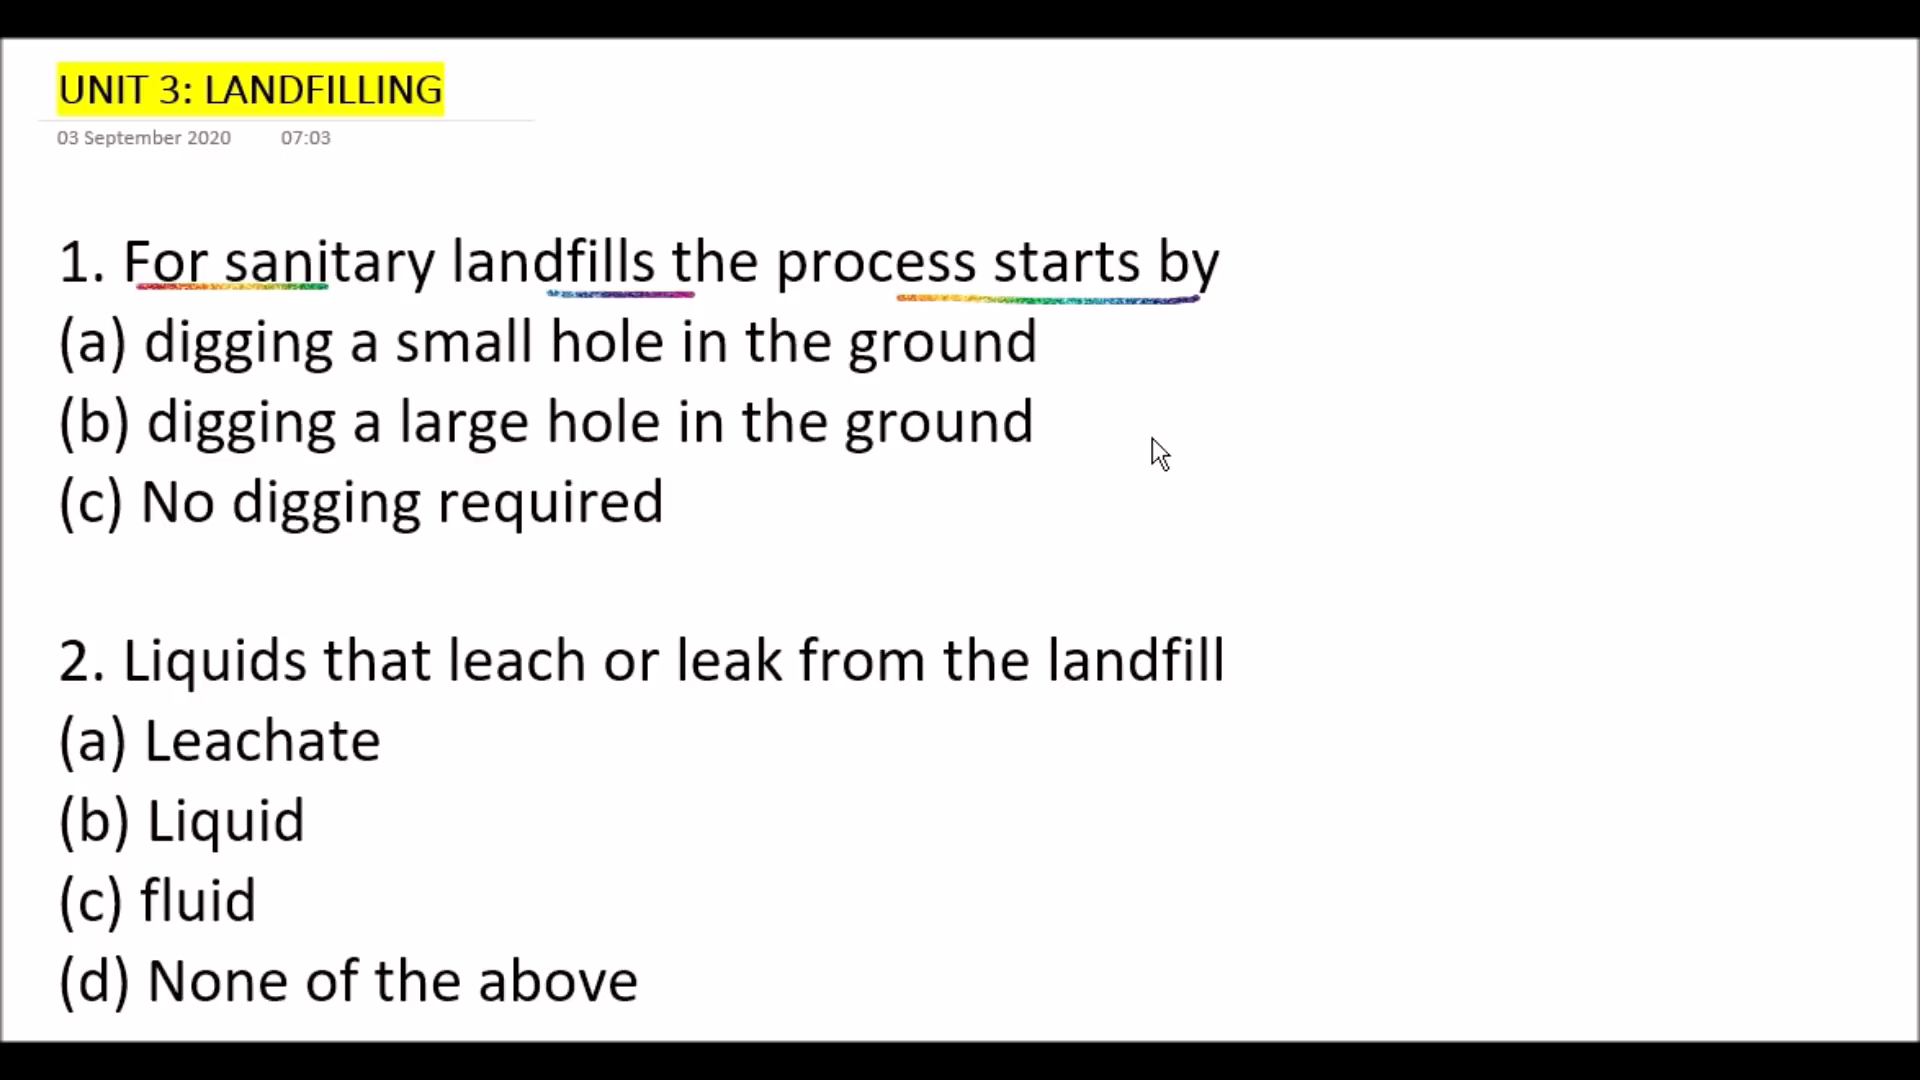 UNIT 3: LANDFILLING
03 September 2020 07:03
1. For sanitary landfills the process starts by
(a) digging a small hole in the ground
(b) digging a large hole in the ground
(c) No digging required
2. Liquids that leach or leak from the landfill
(a) Leachate
(b) Liquid
(c) fluid
(d) None of the above